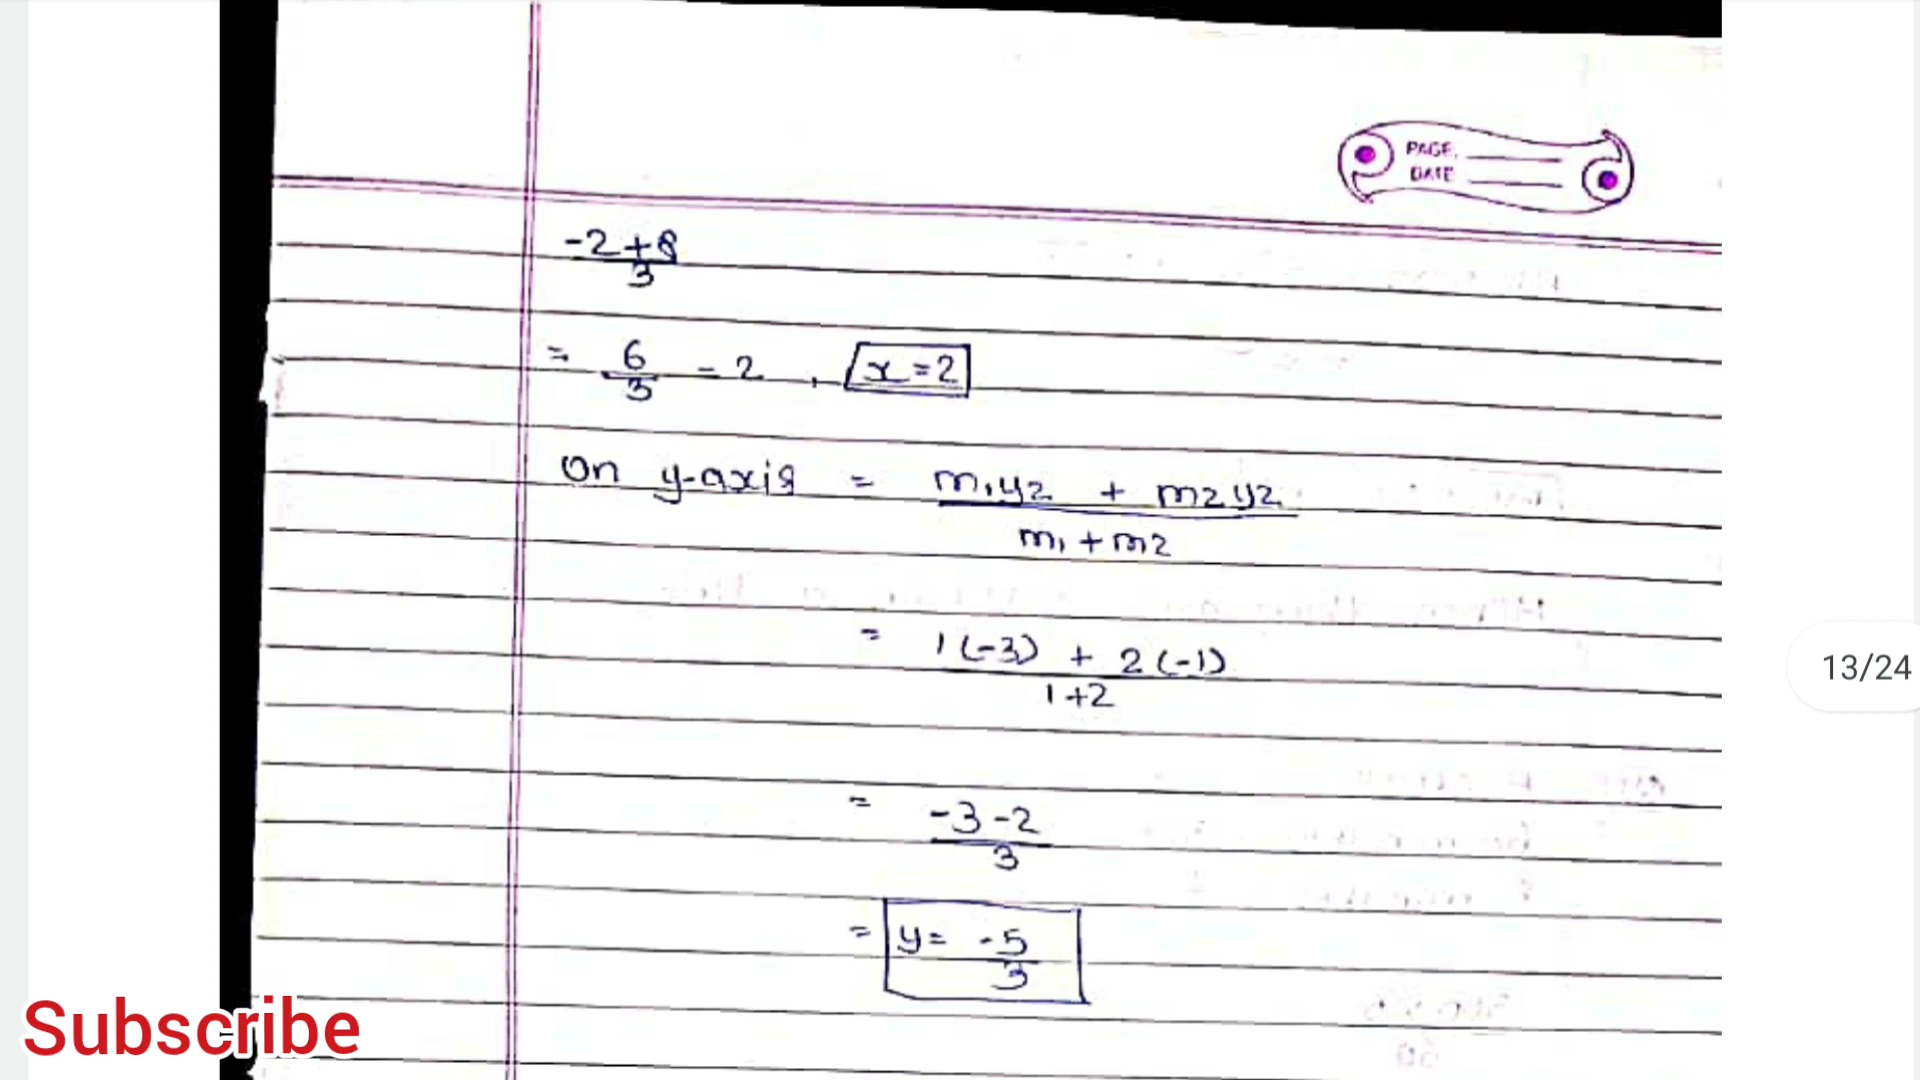 PAGE.
DATE
-2+8
3
= 6/3 = 2, x=2
On y-axis = m1y2 + m2y2
m1 + m2
= 1(-3) + 2(-1)
1+2
= -3-2
3
= y= -5/3
13/24
Subscribe